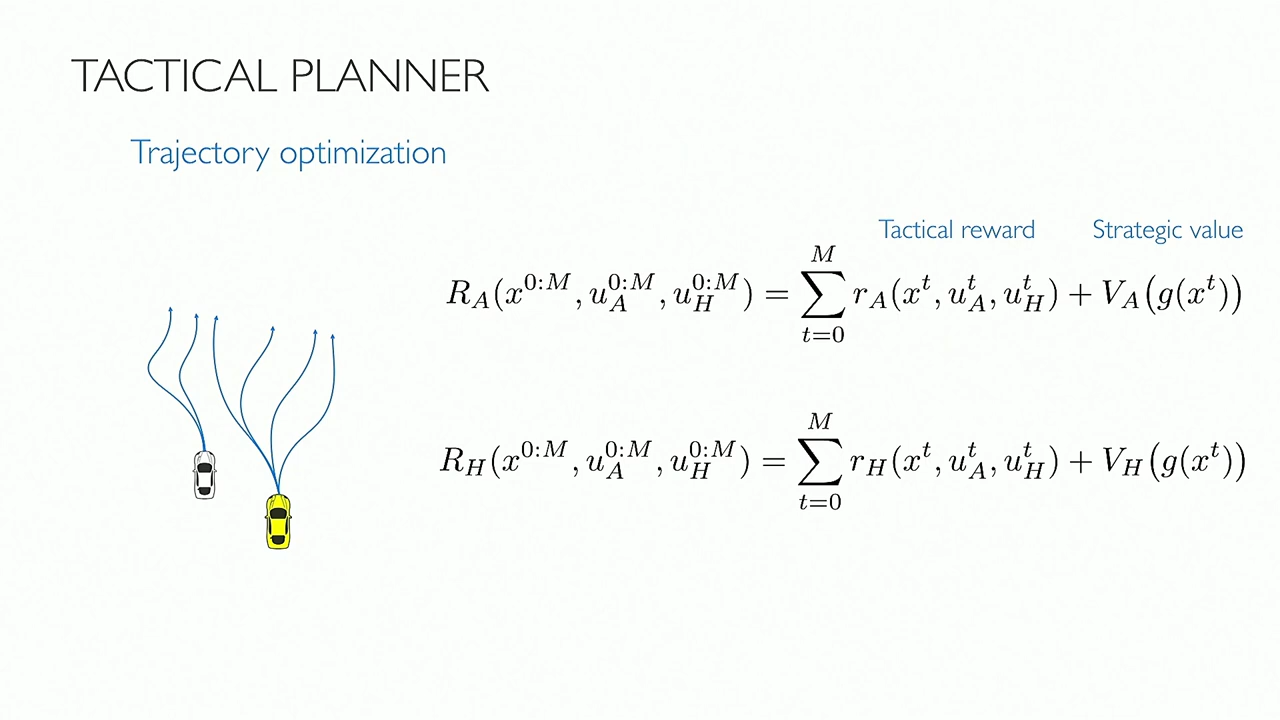 TACTICAL PLANNER
Trajectory optimization
Tactical reward Strategic value
$R_A(x^{0:M}, u_A^{0:M}, u_H^{0:M}) = \sum_{t=0}^{M} r_A(x^t, u_A^t, u_H^t) + V_A(g(x^t))$
$R_H(x^{0:M}, u_A^{0:M}, u_H^{0:M}) = \sum_{t=0}^{M} r_H(x^t, u_A^t, u_H^t) + V_H(g(x^t))$